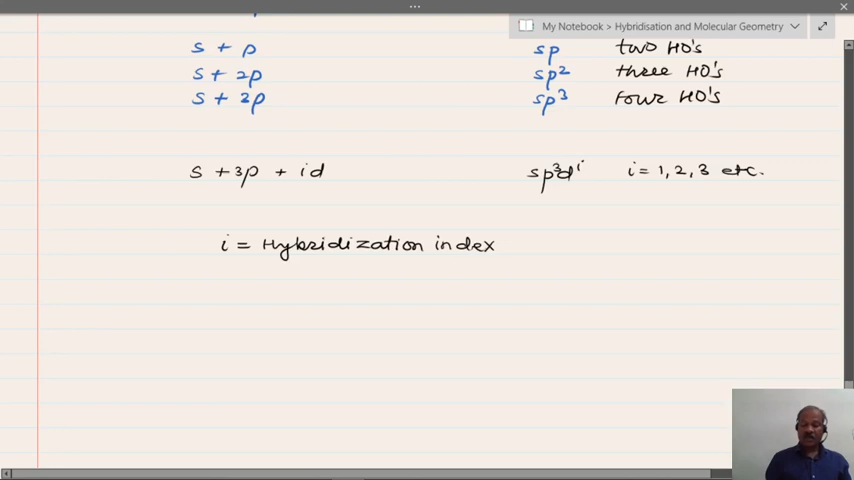 ...
My Notebook > Hybridisation and Molecular Geometry
s + p sp two HO's
s + 2p sp² three HO's
s + 3p sp³ four HO's
s + 3p + id sp³dⁱ i = 1, 2, 3 etc.
i = Hybridization index